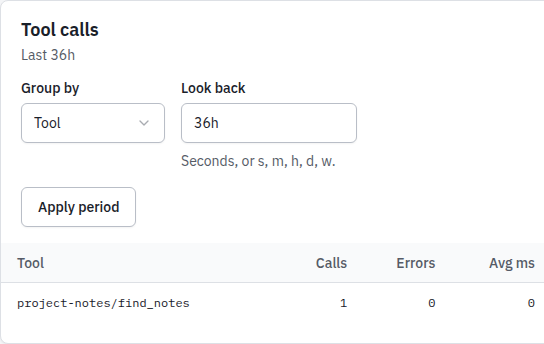 Tool calls
Last 36h
Group by
Look back
Tool
36h
Seconds, or s, m, h, d, w.
Apply period
Tool Calls Errors Avg ms
project-notes/find_notes 1 0 0